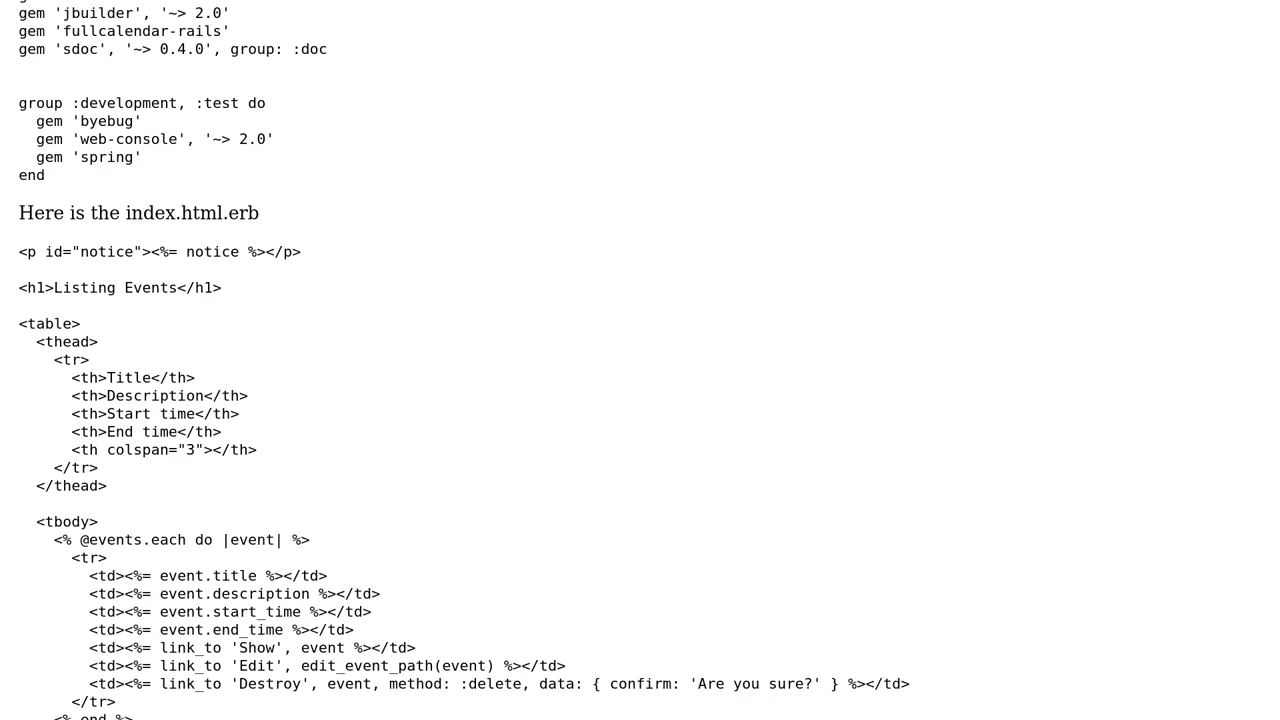 gem 'jbuilder', '~> 2.0'
gem 'fullcalendar-rails'
gem 'sdoc', '~> 0.4.0', group: :doc
group :development, :test do
  gem 'byebug'
  gem 'web-console', '~> 2.0'
  gem 'spring'
end
Here is the index.html.erb
<p id="notice"><%= notice %></p>
<h1>Listing Events</h1>
<table>
  <thead>
    <tr>
      <th>Title</th>
      <th>Description</th>
      <th>Start time</th>
      <th>End time</th>
      <th colspan="3"></th>
    </tr>
  </thead>
  <tbody>
    <% @events.each do |event| %>
      <tr>
        <td><%= event.title %></td>
        <td><%= event.description %></td>
        <td><%= event.start_time %></td>
        <td><%= event.end_time %></td>
        <td><%= link_to 'Show', event %></td>
        <td><%= link_to 'Edit', edit_event_path(event) %></td>
        <td><%= link_to 'Destroy', event, method: :delete, data: { confirm: 'Are you sure?' } %></td>
      </tr>
    <% end %>